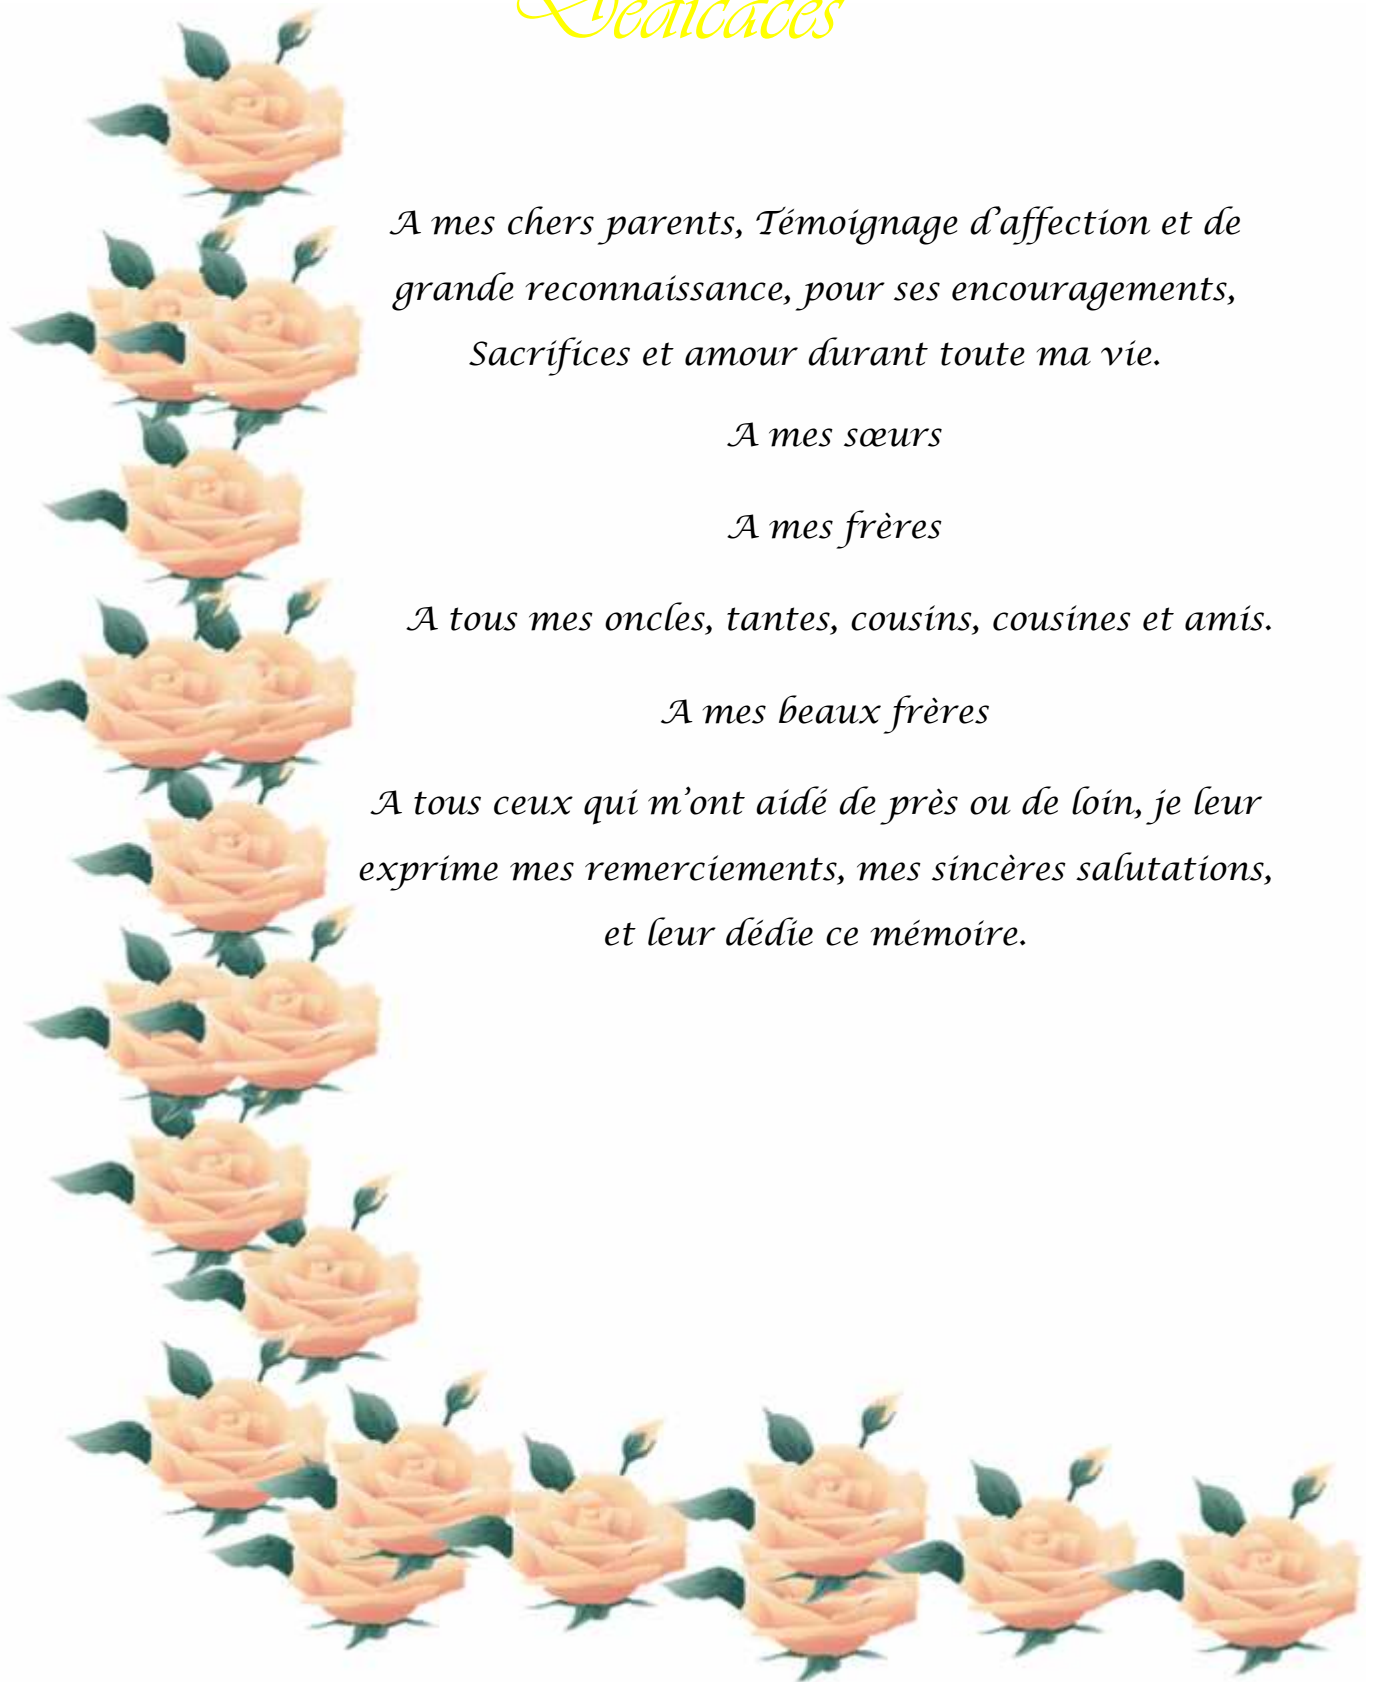 Dédicaces
A mes chers parents, Témoignage d'affection et de
grande reconnaissance, pour ses encouragements,
Sacrifices et amour durant toute ma vie.
A mes sœurs
A mes frères
A tous mes oncles, tantes, cousins, cousines et amis.
A mes beaux frères
A tous ceux qui m'ont aidé de près ou de loin, je leur
exprime mes remerciements, mes sincères salutations,
et leur dédie ce mémoire.